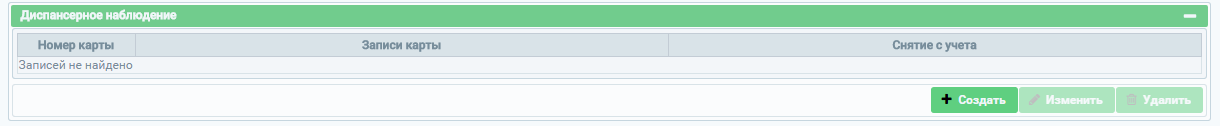 Диспансерное наблюдение
Номер карты Записи карты Снятие с учета
Записей не найдено
Создать Изменить Удалить